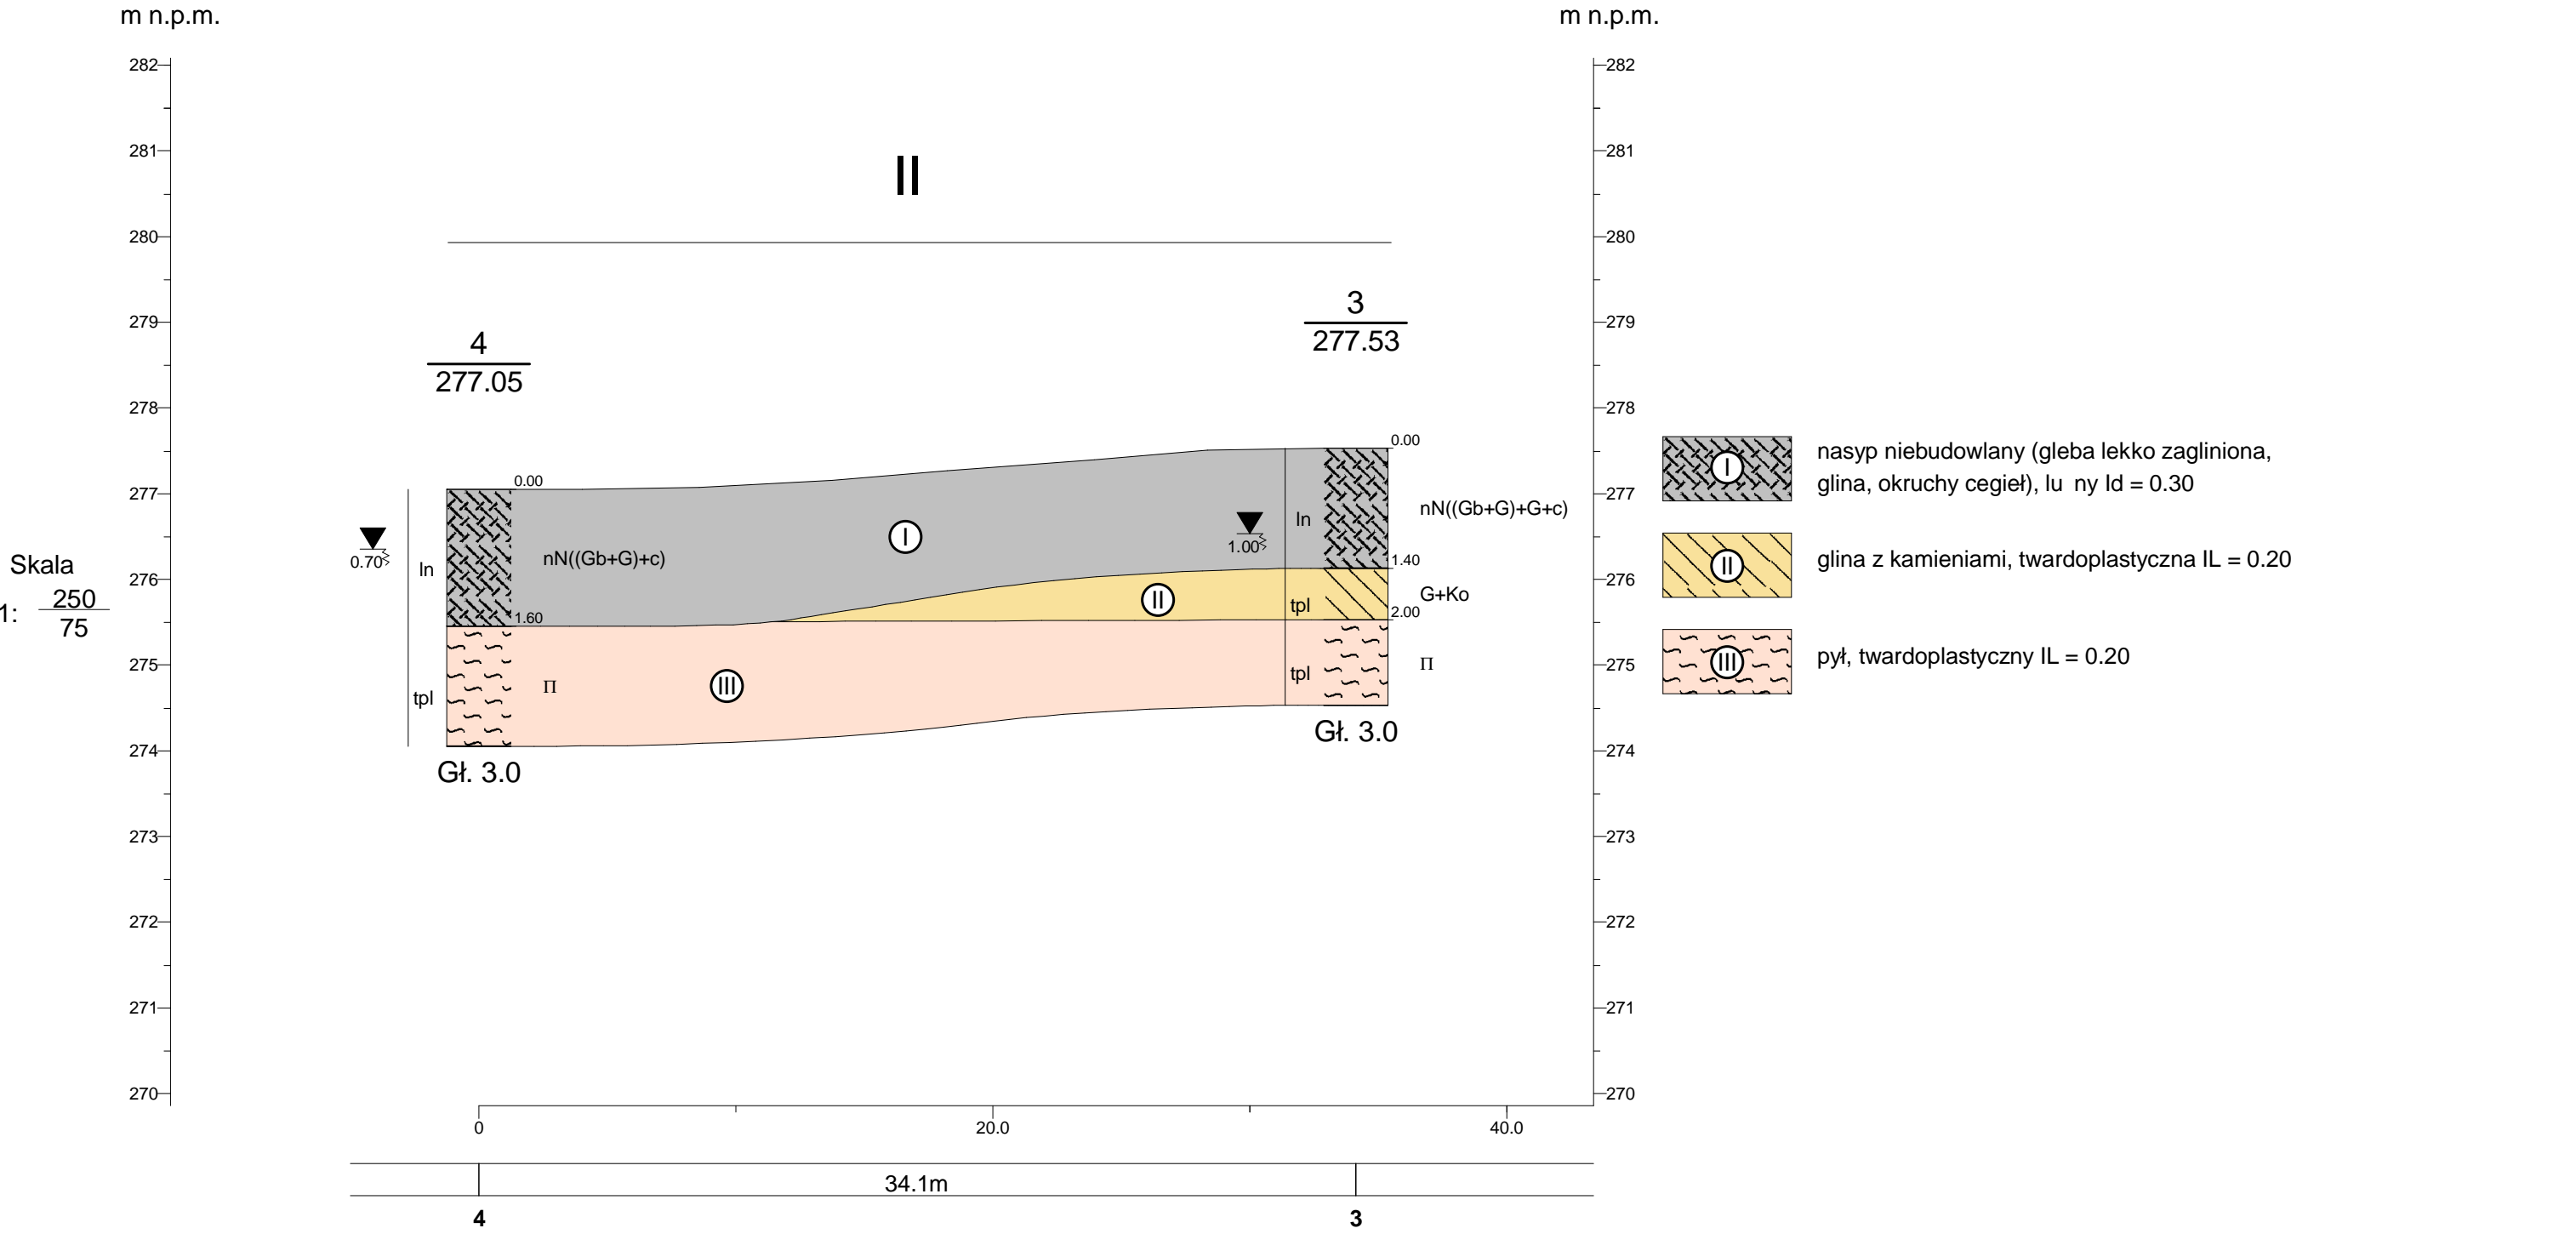 m n.p.m.
m n.p.m.
282
282
281
281
II
280
280
3
279
279
277.53
4
277.05
278
278
0.00
0.00
277
277
nasyp niebudowlany (gleba lekko zagliniona,
glina, okruchy cegieł), lu ny Id = 0.30
I
nN((Gb+G)+G+c)
ln
1.00
I
0.70
nN((Gb+G)+c)
1.40
glina z kamieniami, twardoplastyczna IL = 0.20
II
Skala
1: 250
75
ln
276
276
G+Ko
II
tpl
2.00
1.60
pył, twardoplastyczny IL = 0.20
III
275
275
П
tpl
П
III
tpl
Gł. 3.0
274
274
Gł. 3.0
273
273
272
272
271
271
270
270
0
20.0
40.0
34.1m
4
3